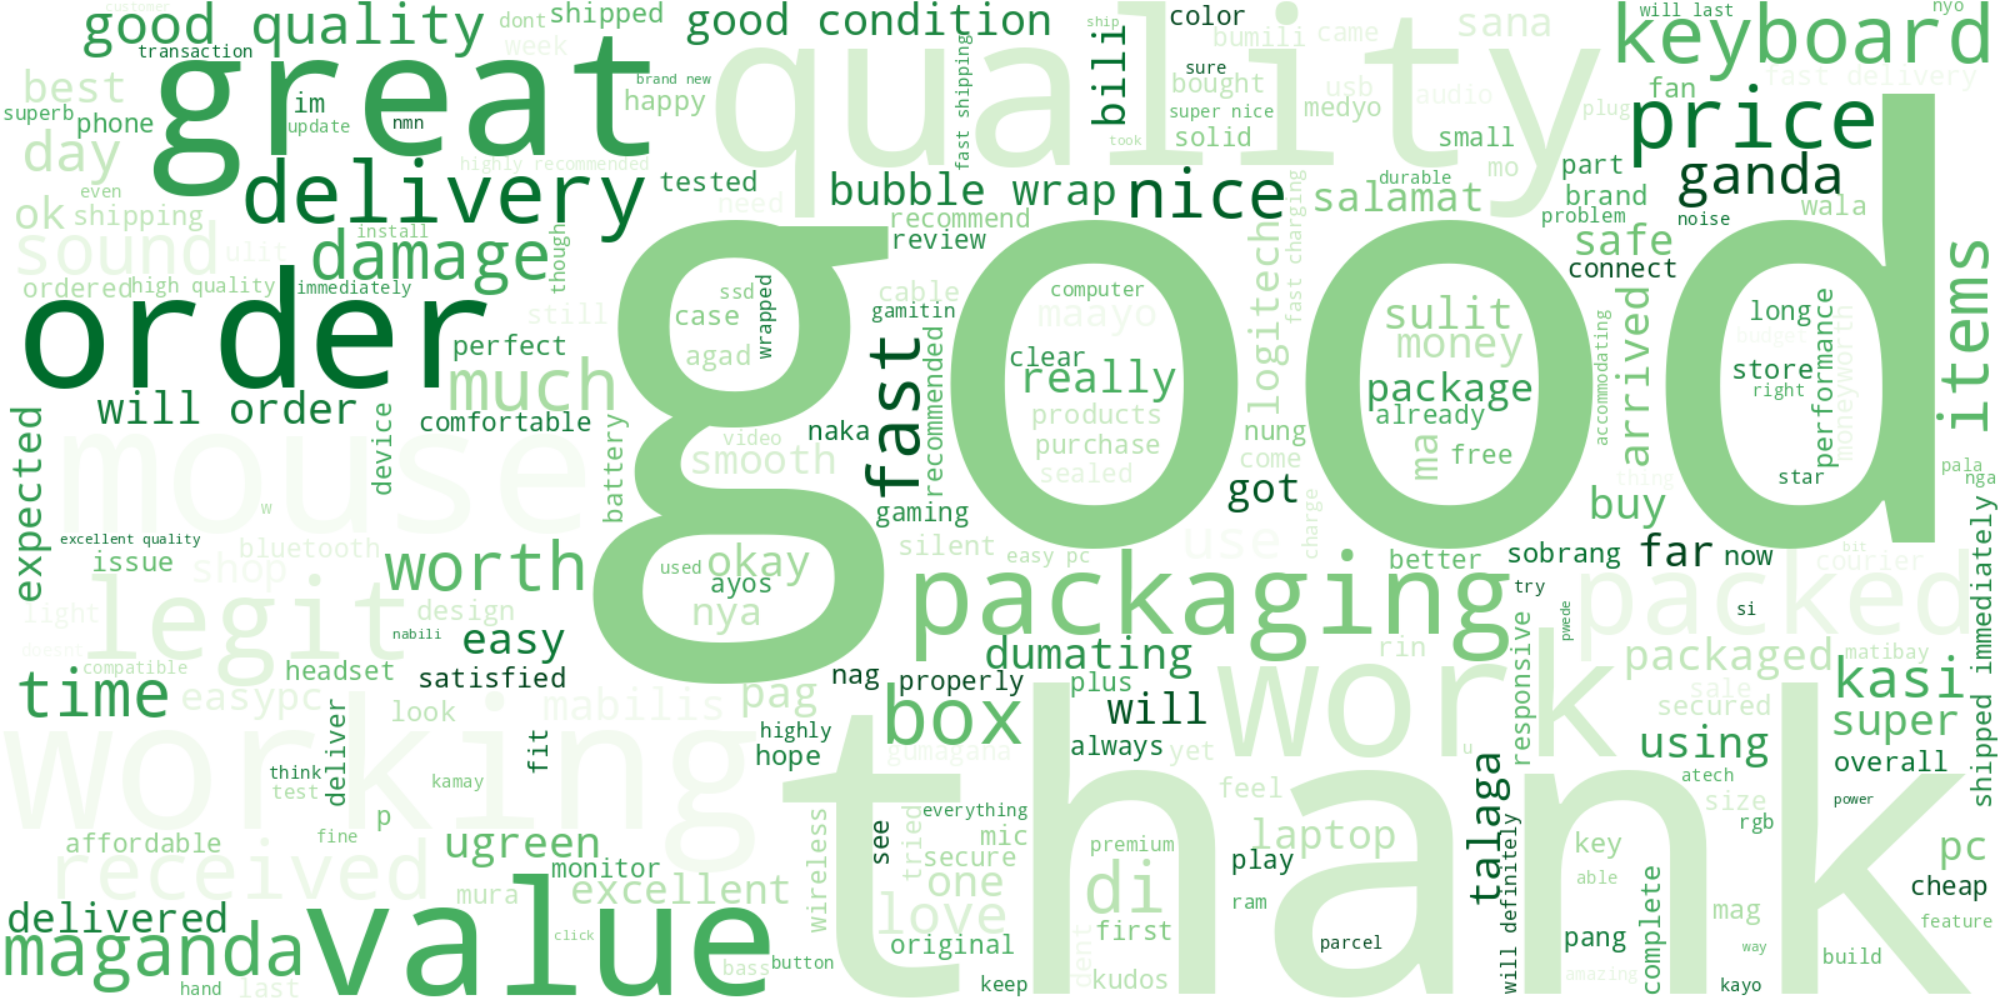 customer
good quality
dont
shipped
good condition
ship
color
will last
nyo
transaction
week
great
quality
bili
bumili
came
sana
keyboard
best
brand new
happy
fast shipping
sure
bought
usb
audio
fan
fast delivery
superb
phone
im
update
nmn
super nice
medyo
plug
price
day
highly recommended
took
solid
small
mo
part
ganda
even
delivery
tested
need
bubble wrap
nice
durable
salamat
brand
problem
noise
wala
ok
shipping
install
recommend
review
sound
ulit
damage
though
logitech
fast charging
safe
connect
items
ordered
high quality
immediately
good
order
still
ssd
case
wrapped
agad
cable
gamitin
computer
maayo
clear
really
products
purchase
sealed
sulit
money
package
already
ma
free
accommodating
arrived
long
budget
store
right
performance
moneyworth
star
perfect
much
fast
recommended
will order
comfortable
device
battery
video
smooth
naka
nung
come
got
expected
mouse
w
gaming
charge
thing
buy
pala
nga
excellent quality
issue
bluetooth
shop
worth
used
okay
ayos
nya
silent
easy pc
use
better
sobrang
far
now
bit
courier
shipped immediately
light
legit
design
packaging
try
pwede
si
packed
doesnt
nabili
easy
dumating
rin
responsive
packaged
matibay
compatible
time
headset
satisfied
nag
properly
plus
work
sale
kasi
easypc
look
mabilis
pag
box
will
secured
super
working
deliver
fit
highly
hope
gumagana
always
yet
u
using
overall
think
test
kamay
thank
feel
talaga
atech
size
power
p
everything
rgb
affordable
fine
ugreen
wireless
see
tried
mic
secure
premium
laptop
play
will definitely
key
pc
received
monitor
mura
excellent
one
di
able
cheap
delivered
value
love
first
ram
complete
mag
feature
maganda
click
original
dent
parcel
pang
way
build
bass
button
hand
last
keep
kudos
amazing
kayo